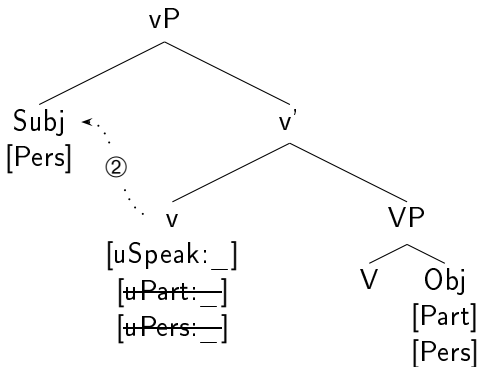 vP
Subj v'
[Pers]
②
v VP
[uSpeak:_] V Obj
[uPart:_] [Part]
[uPers:_] [Pers]